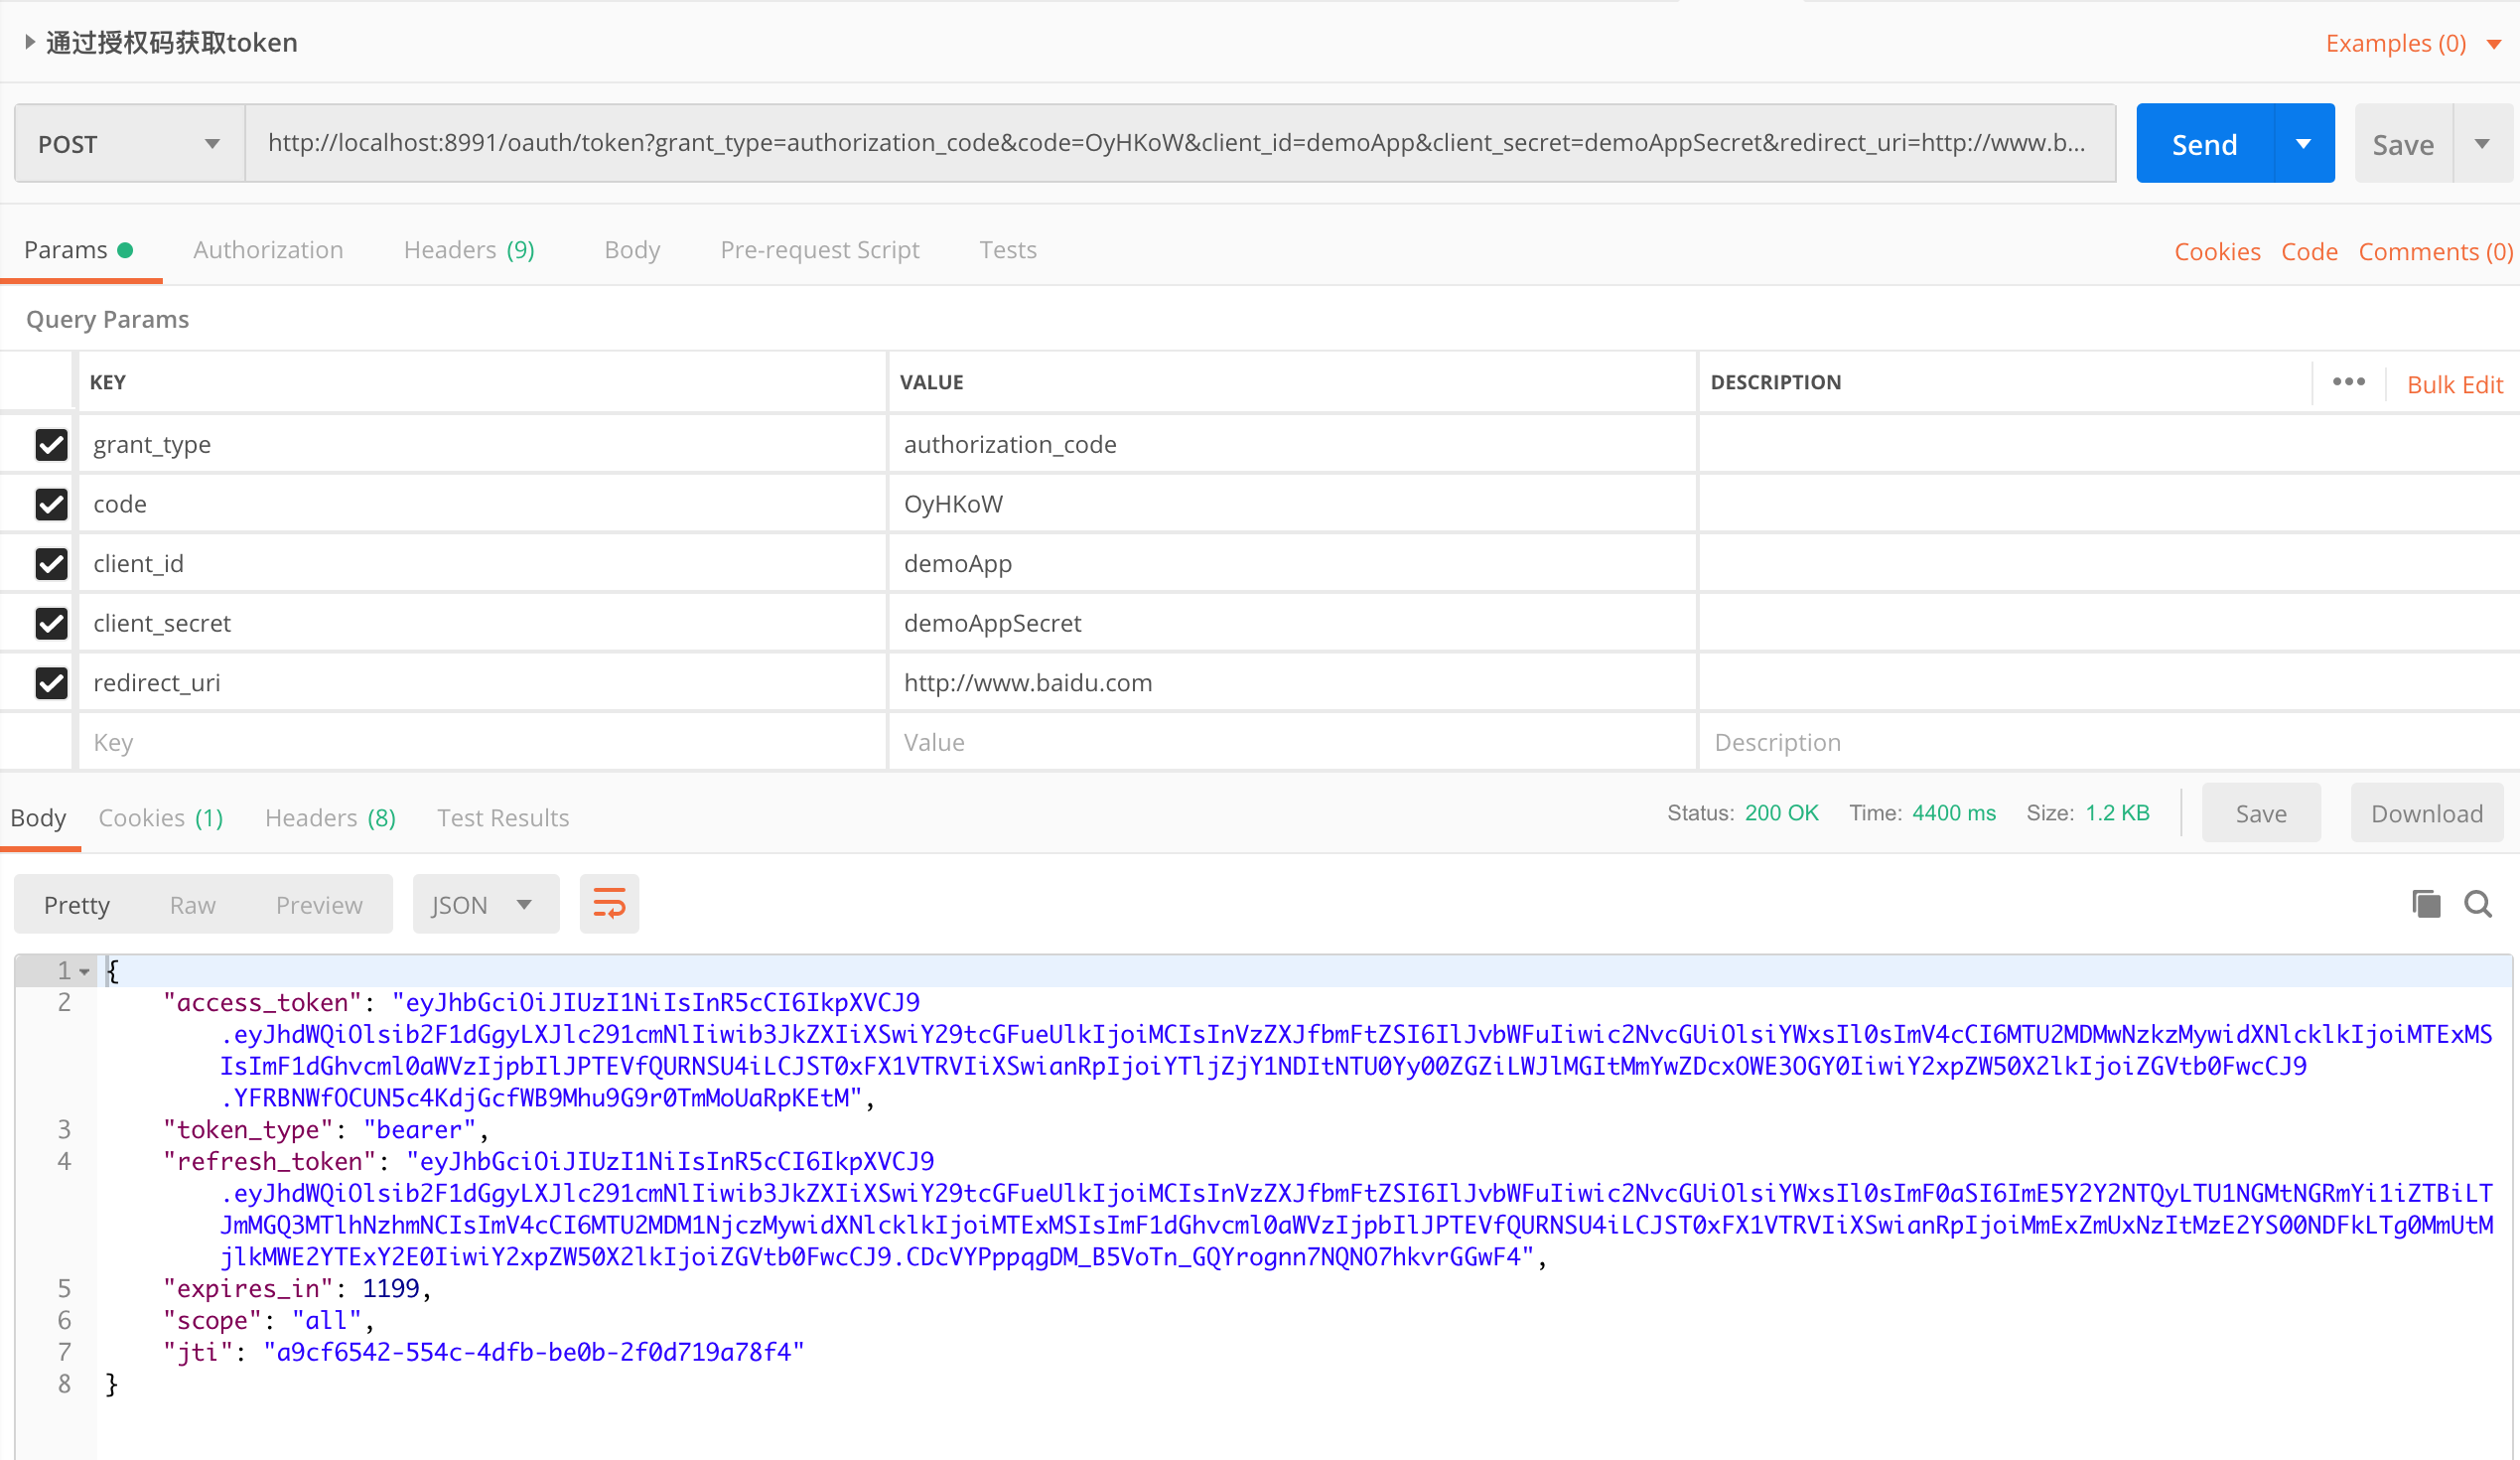 通过授权码获取token
Examples (0)
POST
http://localhost:8991/oauth/token?grant_type=authorization_code&code=OyHKoW&client_id=demoApp&client_secret=demoAppSecret&redirect_uri=http://www.b...
Send
Save
Params
Authorization
Headers (9)
Body
Pre-request Script
Tests
Cookies
Code
Comments (0)
Query Params
KEY
VALUE
DESCRIPTION
Bulk Edit
grant_type
authorization_code
code
OyHKoW
client_id
demoApp
client_secret
demoAppSecret
redirect_uri
http://www.baidu.com
Key
Value
Description
Body
Cookies (1)
Headers (8)
Test Results
Status: 200 OK
Time: 4400 ms
Size: 1.2 KB
Save
Download
Pretty
Raw
Preview
JSON
1 {
2 "access_token": "eyJhbGciOiJIUzI1NiIsInR5cCI6IkpXVCJ9
.eyJhdWQiOlsib2F1dGgyLXJlc291cmNlIiwib3JkZXIiXSwiY29tcGFueUlkIjoiMCIsInVzZXJfbmFtZSI6IlJvbWFuIiwic2NvcGUiOlsiYWxsIl0sImV4cCI6MTU2MDMwNzkzMywidXNlcklkIjoiMTExMS
IsImF1dGhvcml0aWVzIjpbIlJPTEVfQURNSU4iLCJST0xFX1VTRVIiXSwianRpIjoiYTljZjY1NDItNTU0Yy00ZGZiLWJlMGItMmYwZDcxOWE3OGY0IiwiY2xpZW50X2lkIjoiZGVtb0FwcCJ9
.YFRBNWfOCUN5c4KdjGcfWB9Mhu9G9r0TmMoUaRpKEtM",
3 "token_type": "bearer",
4 "refresh_token": "eyJhbGciOiJIUzI1NiIsInR5cCI6IkpXVCJ9
.eyJhdWQiOlsib2F1dGgyLXJlc291cmNlIiwib3JkZXIiXSwiY29tcGFueUlkIjoiMCIsInVzZXJfbmFtZSI6IlJvbWFuIiwic2NvcGUiOlsiYWxsIl0sImF0aSI6ImE5Y2Y2NTQyLTU1NGMtNGRmYi1iZTBiLT
JmMGQ3MTlhNzhmNCIsImV4cCI6MTU2MDM1NjczMywidXNlcklkIjoiMTExMSIsImF1dGhvcml0aWVzIjpbIlJPTEVfQURNSU4iLCJST0xFX1VTRVIiXSwianRpIjoiMmExZmUxNzItMzE2YS00NDFkLTg0MmUtM
jlkMWE2YTExY2E0IiwiY2xpZW50X2lkIjoiZGVtb0FwcCJ9.CDcVYPppqgDM_B5VoTn_GQYrognn7NQNO7hkvrGGwF4",
5 "expires_in": 1199,
6 "scope": "all",
7 "jti": "a9cf6542-554c-4dfb-be0b-2f0d719a78f4"
8 }